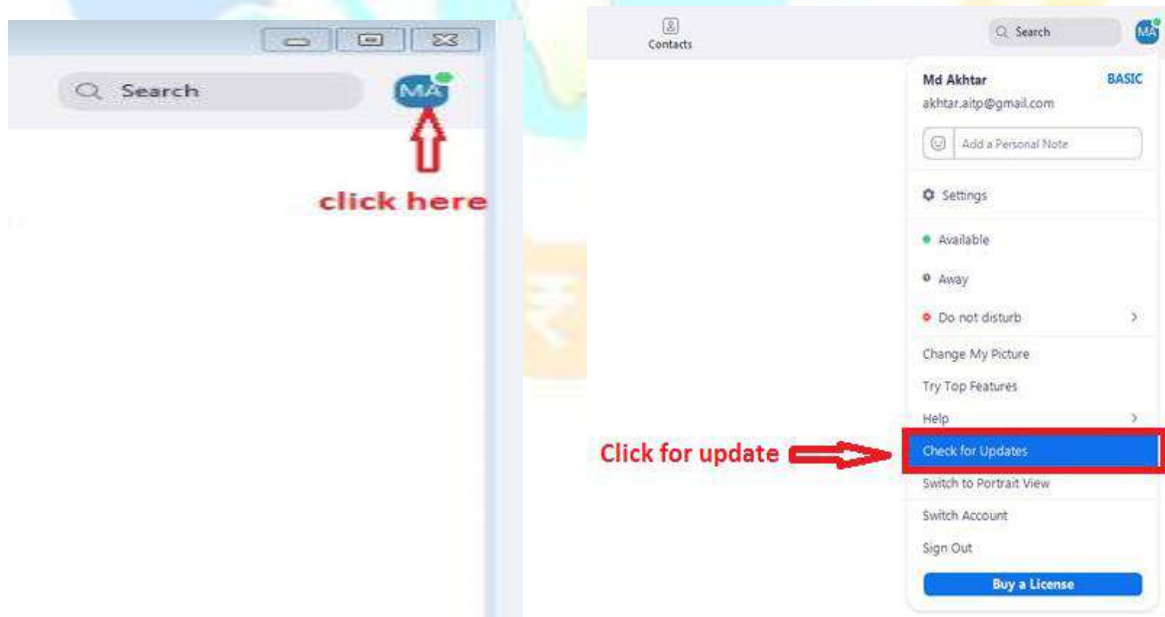 Search
MA
click here
Contacts
Search
MA
Md Akhtar BASIC
akhtar.aitp@gmail.com
Add a Personal Note
Settings
Available
Away
Do not disturb
Change My Picture
Try Top Features
Help
Click for update
Check for Updates
Switch to Portrait View
Switch Account
Sign Out
Buy a License
₹